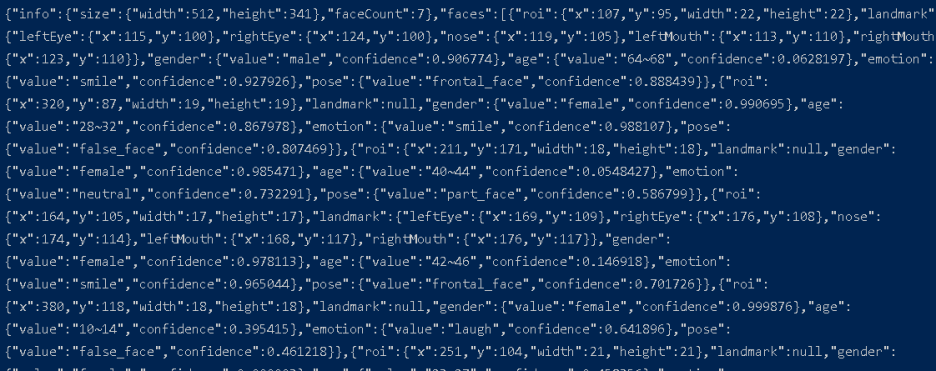 {"info":{"size":{"width":512,"height":341},"faceCount":7},"faces":[{"roi":{"x":107,"y":95,"width":22,"height":22},"landmark"
{"leftEye":{"x":115,"y":100},"rightEye":{"x":124,"y":100},"nose":{"x":119,"y":105},"leftMouth":{"x":113,"y":110},"rightMouth
{"x":123,"y":110}},"gender":{"value":"male","confidence":0.906774},"age":{"value":"64~68","confidence":0.0628197},"emotion":
{"value":"smile","confidence":0.927926},"pose":{"value":"frontal_face","confidence":0.888439}},{"roi":
{"x":320,"y":87,"width":19,"height":19},"landmark":null,"gender":{"value":"female","confidence":0.990695},"age":
{"value":"28~32","confidence":0.867978},"emotion":{"value":"smile","confidence":0.988107},"pose":
{"value":"false_face","confidence":0.807469}},{"roi":{"x":211,"y":171,"width":18,"height":18},"landmark":null,"gender":
{"value":"female","confidence":0.985471},"age":{"value":"40~44","confidence":0.0548427},"emotion":
{"value":"neutral","confidence":0.732291},"pose":{"value":"part_face","confidence":0.586799}},{"roi":
{"x":164,"y":105,"width":17,"height":17},"landmark":{"leftEye":{"x":169,"y":109},"rightEye":{"x":176,"y":108},"nose":
{"x":174,"y":114},"leftMouth":{"x":168,"y":117},"rightMouth":{"x":176,"y":117}},"gender":
{"value":"female","confidence":0.978113},"age":{"value":"42~46","confidence":0.146918},"emotion":
{"value":"smile","confidence":0.965044},"pose":{"value":"frontal_face","confidence":0.701726}},{"roi":
{"x":380,"y":118,"width":18,"height":18},"landmark":null,"gender":{"value":"female","confidence":0.999876},"age":
{"value":"10~14","confidence":0.395415},"emotion":{"value":"laugh","confidence":0.641896},"pose":
{"value":"false_face","confidence":0.461218}},{"roi":{"x":251,"y":104,"width":21,"height":21},"landmark":null,"gender":